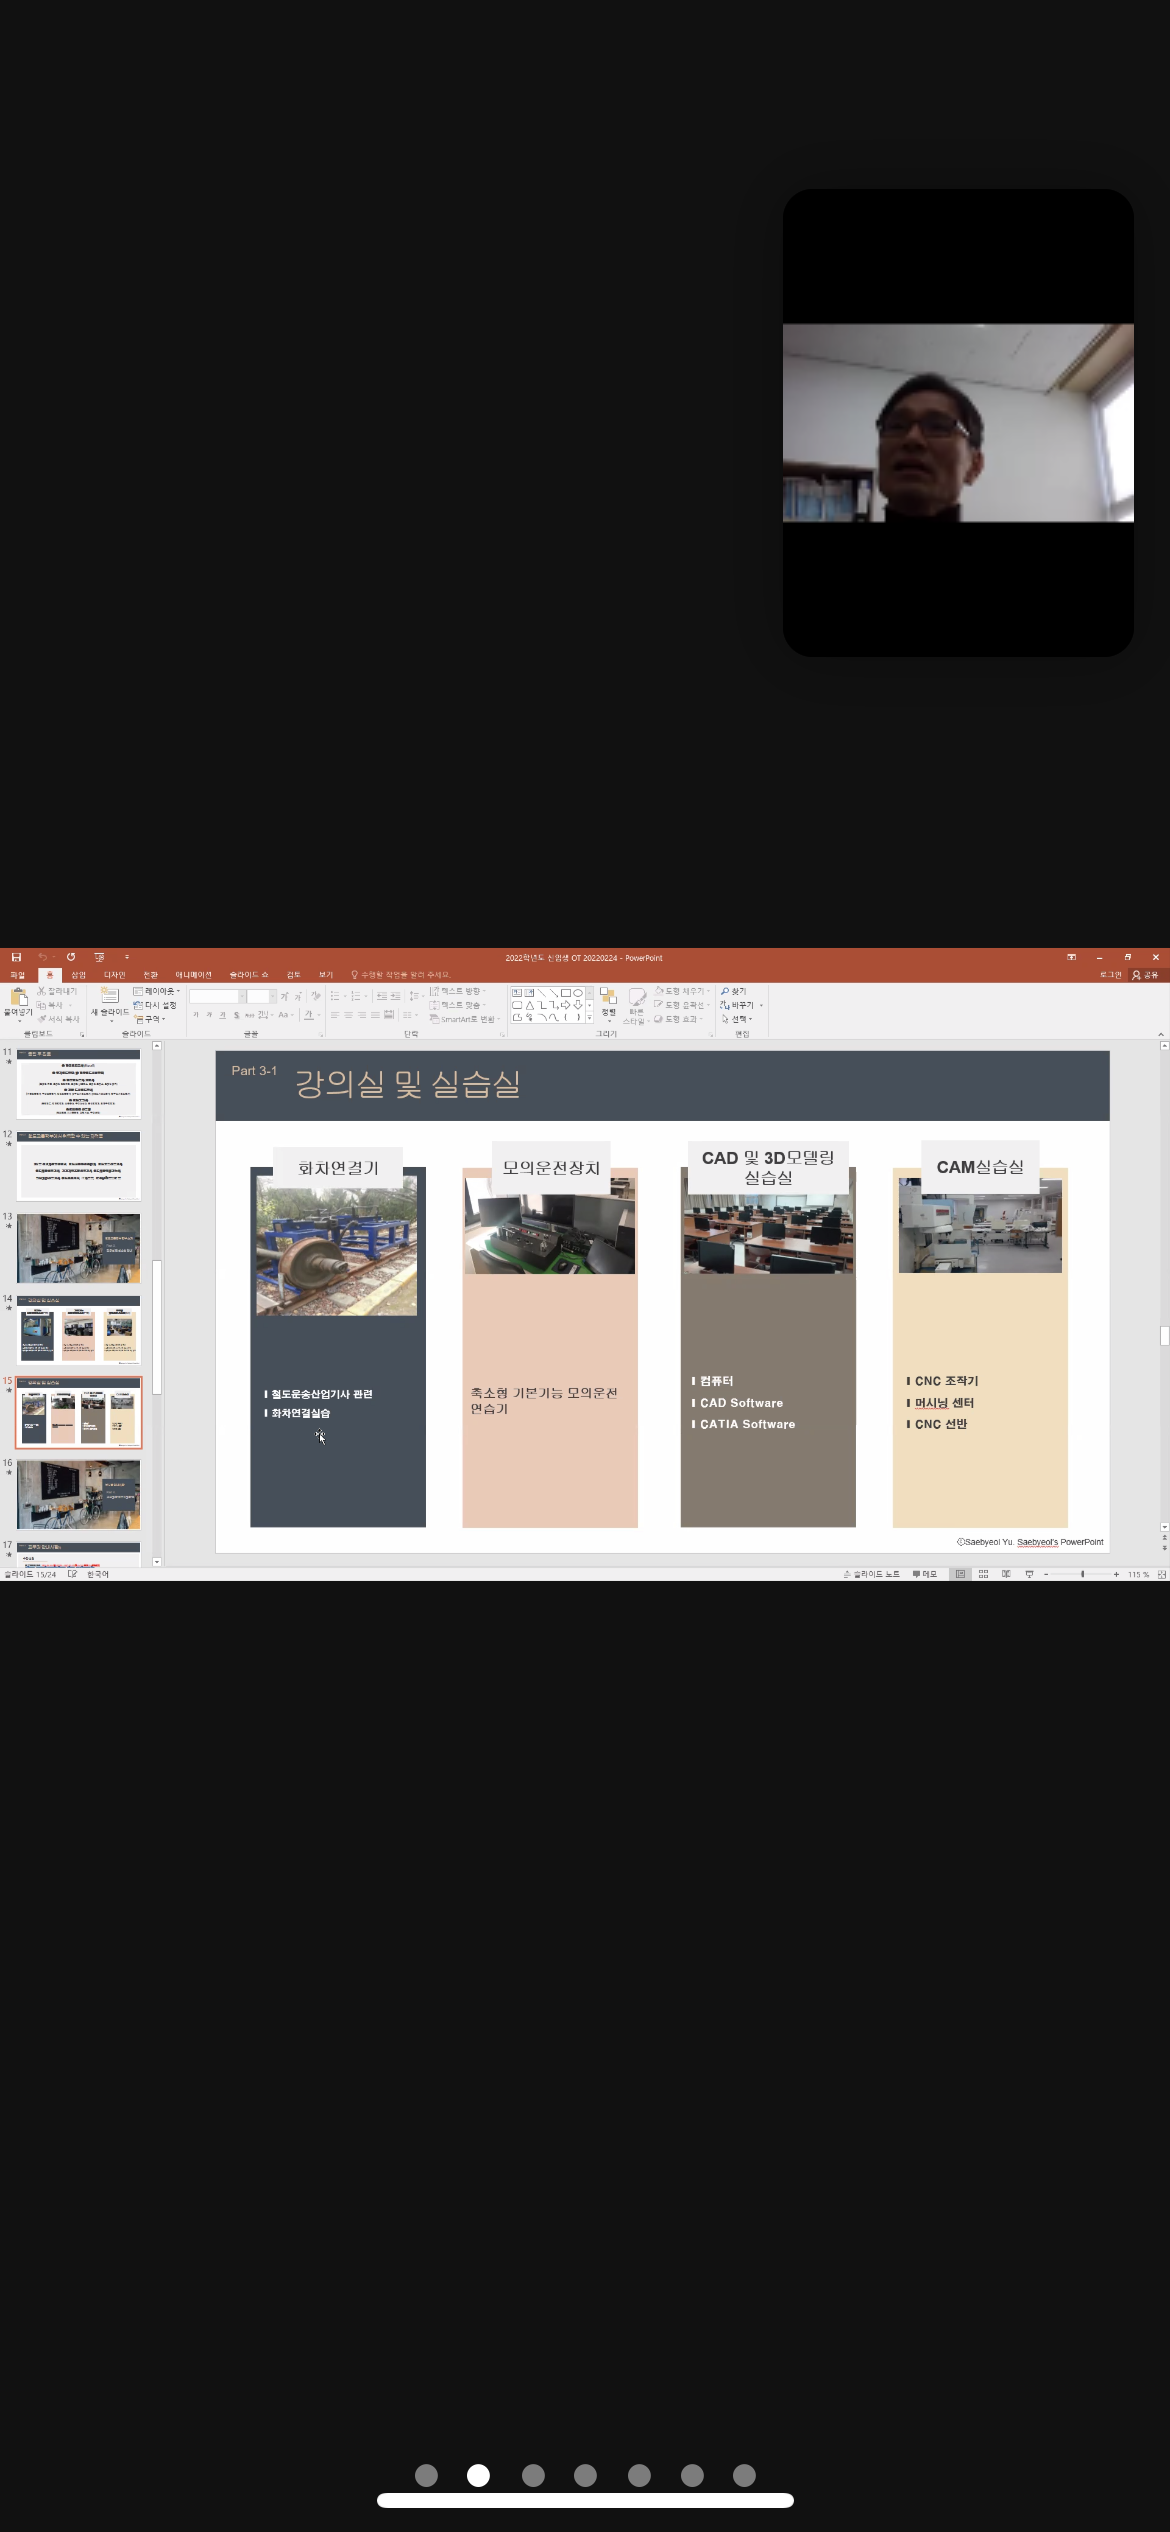 2022학년도 신입생 OT 20220224 - PowerPoint
파일 홈 삽입 디자인 전환 애니메이션 슬라이드 쇼 검토 보기 수행할 작업을 알려 주세요.
로그인 공유
붙여넣기
잘라내기
복사
서식 복사
클립보드
새 슬라이드
레이아웃
다시 설정
구역
슬라이드
글꼴
텍스트 방향
텍스트 맞춤
SmartArt로 변환
단락
정렬
빠른
스타일
도형 채우기
도형 윤곽선
도형 효과
그리기
찾기
바꾸기
선택
편집
11
12
13
14
15
16
17
Part 3-1
강의실 및 실습실
화차연결기
철도운송산업기사 관련
화차연결실습
모의운전장치
축소형 기본기능 모의운전
연습기
CAD 및 3D모델링
실습실
컴퓨터
CAD Software
CATIA Software
CAM실습실
CNC 조작기
머시닝 센터
CNC 선반
ⓒSaebyeol Yu. Saebyeol's PowerPoint
슬라이드 15/24 한국어
슬라이드 노트 메모
115 %